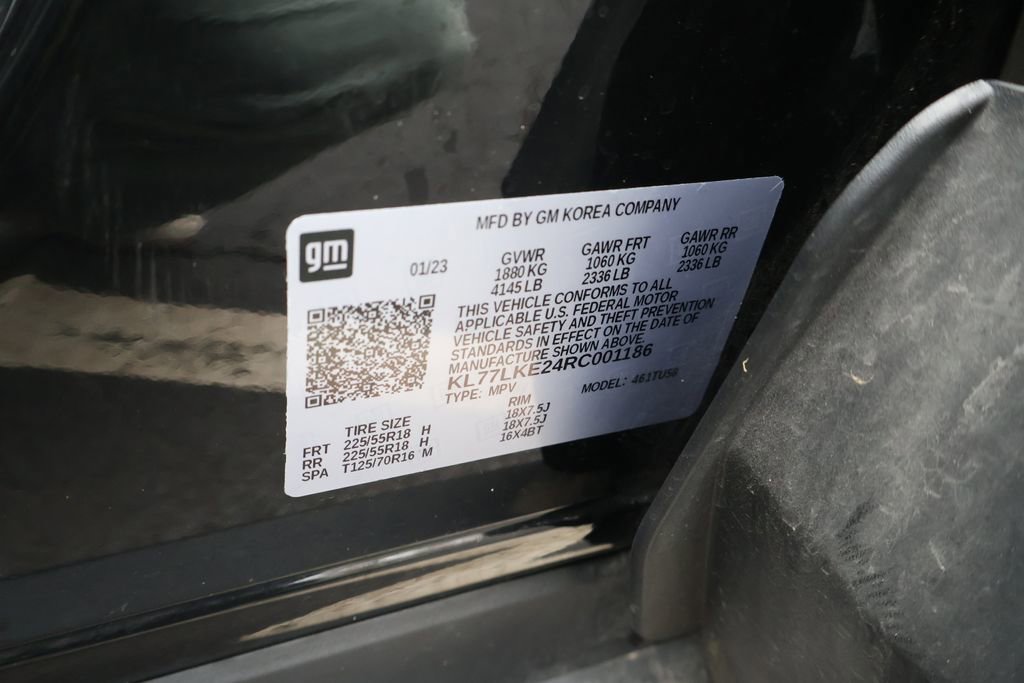 gm
MFD BY GM KOREA COMPANY
01/23
GVWR
1880 KG
4145 LB
GAWR FRT
1060 KG
2336 LB
GAWR RR
1060 KG
2336 LB
THIS VEHICLE CONFORMS TO ALL
APPLICABLE U.S. FEDERAL MOTOR
VEHICLE SAFETY AND THEFT PREVENTION
STANDARDS IN EFFECT ON THE DATE OF
MANUFACTURE SHOWN ABOVE.
KL77LKE24RC001186
TYPE: MPV
MODEL: 461TU58
TIRE SIZE
RIM
FRT 225/55R18 H 18X7.5J
RR 225/55R18 H 18X7.5J
SPA T125/70R16 M 16X4BT